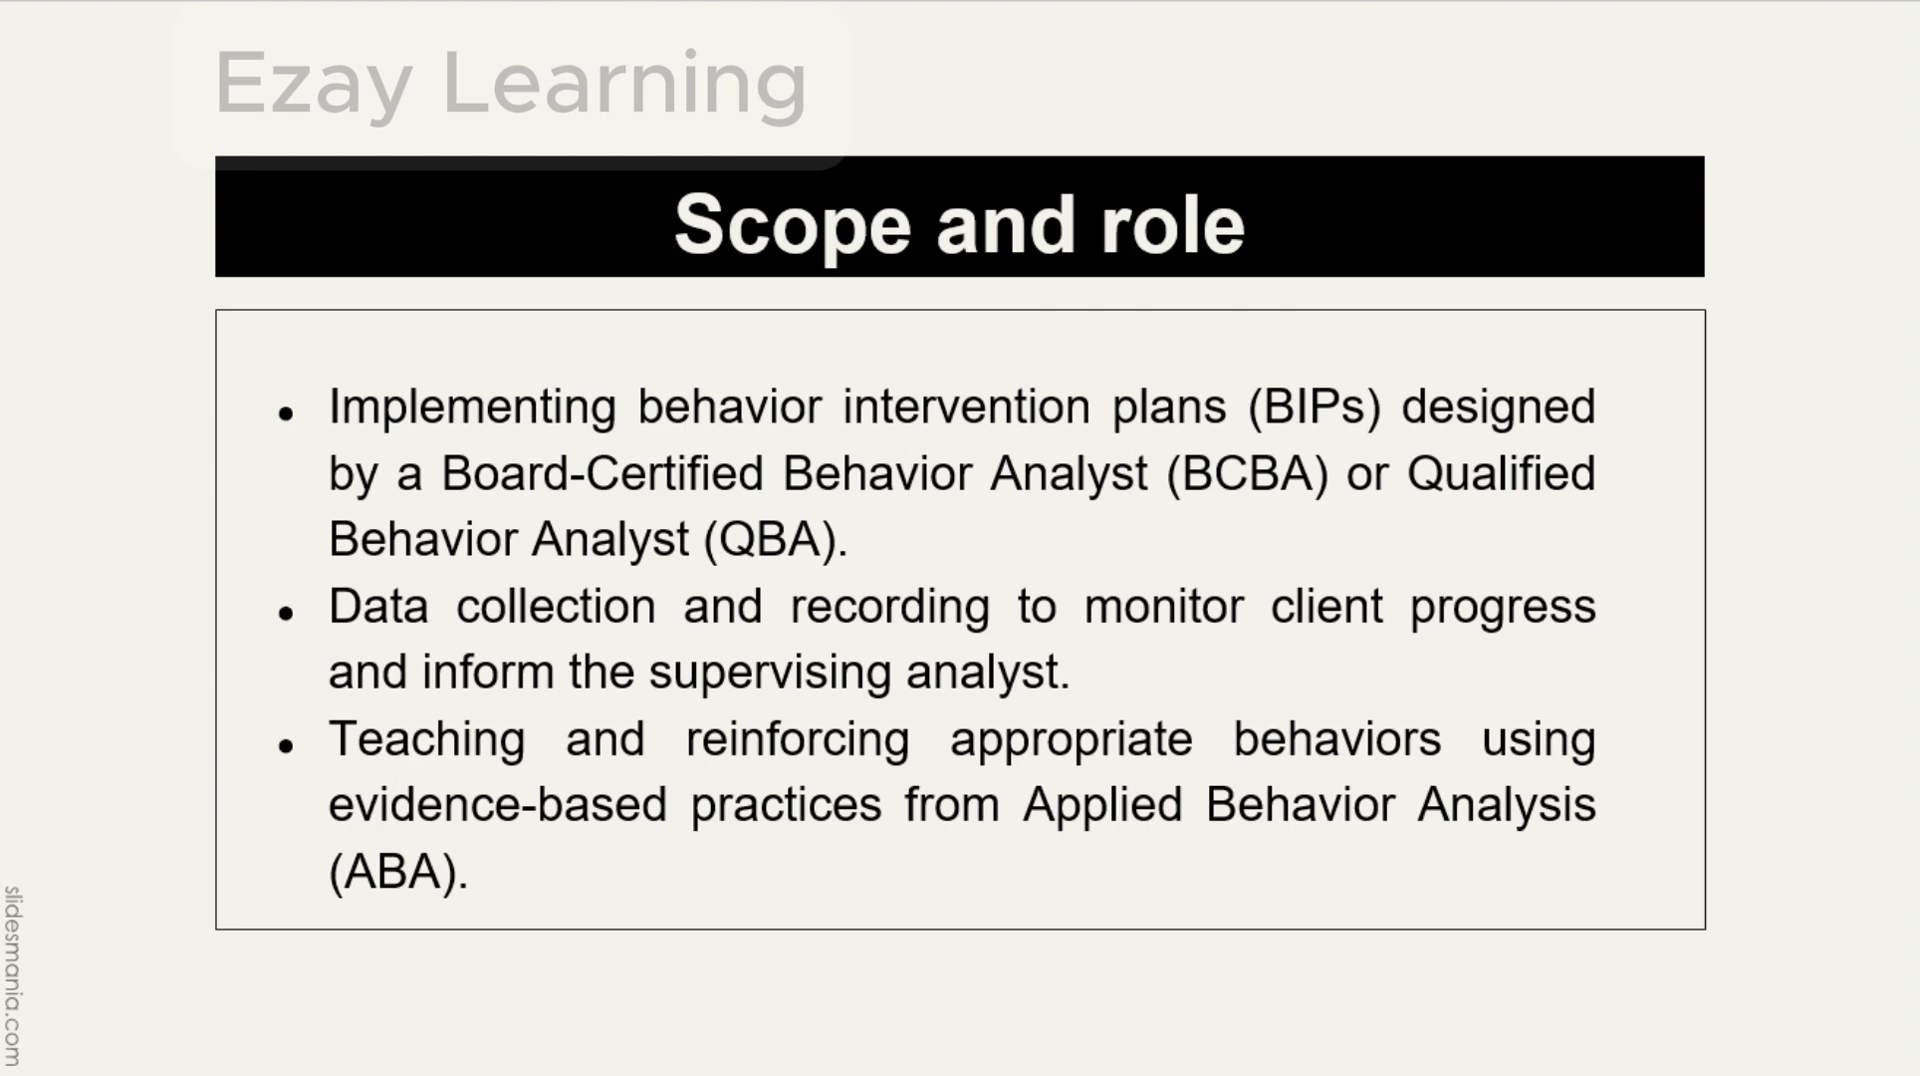 Ezay Learning
Scope and role
• Implementing behavior intervention plans (BIPs) designed
by a Board-Certified Behavior Analyst (BCBA) or Qualified
Behavior Analyst (QBA).
• Data collection and recording to monitor client progress
and inform the supervising analyst.
• Teaching and reinforcing appropriate behaviors using
evidence-based practices from Applied Behavior Analysis
(ABA).
slidesmania.com